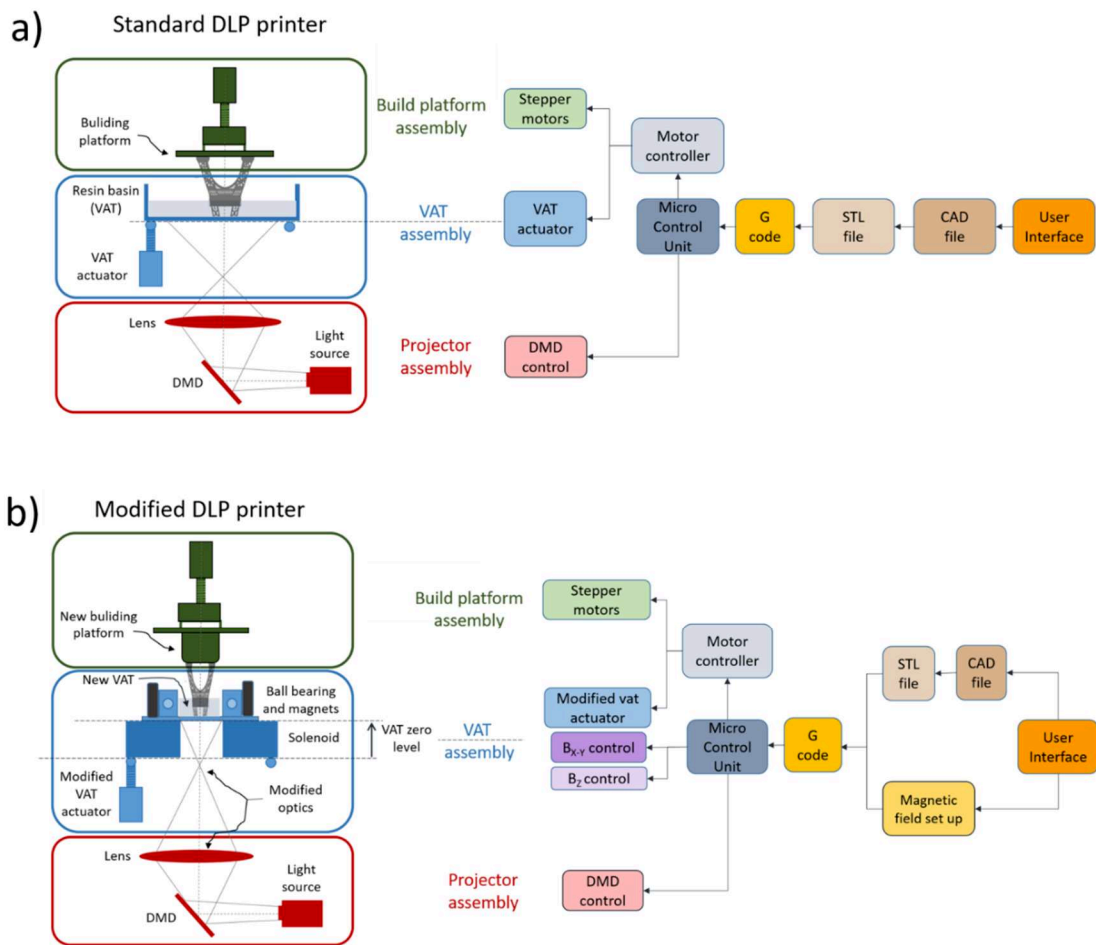 a)
Standard DLP printer
Buliding
platform
Resin basin
(VAT)
VAT
actuator
Lens
DMD
Light
source
Build platform
assembly
VAT
assembly
Projector
assembly
Stepper
motors
VAT
actuator
DMD
control
Motor
controller
Micro
Control
Unit
G
code
STL
file
CAD
file
User
Interface
b)
Modified DLP printer
New buliding
platform
New VAT
Ball bearing
and magnets
Solenoid
VAT zero
level
Modified
VAT
actuator
Modified
optics
Lens
DMD
Light
source
Build platform
assembly
VAT
assembly
Projector
assembly
Stepper
motors
Modified vat
actuator
BX-Y control
BZ control
DMD
control
Motor
controller
Micro
Control
Unit
G
code
STL
file
CAD
file
User
Interface
Magnetic
field set up